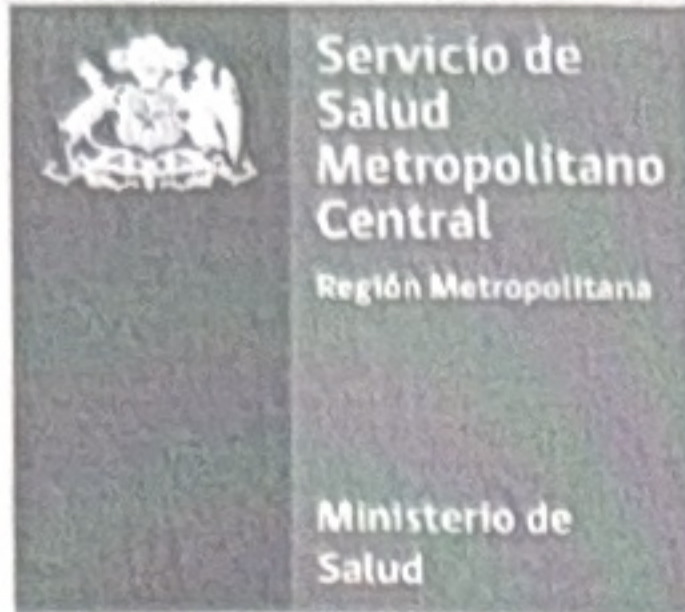 Servicio de
Salud
Metropolitano
Central
Región Metropolitana
Ministerio de
Salud